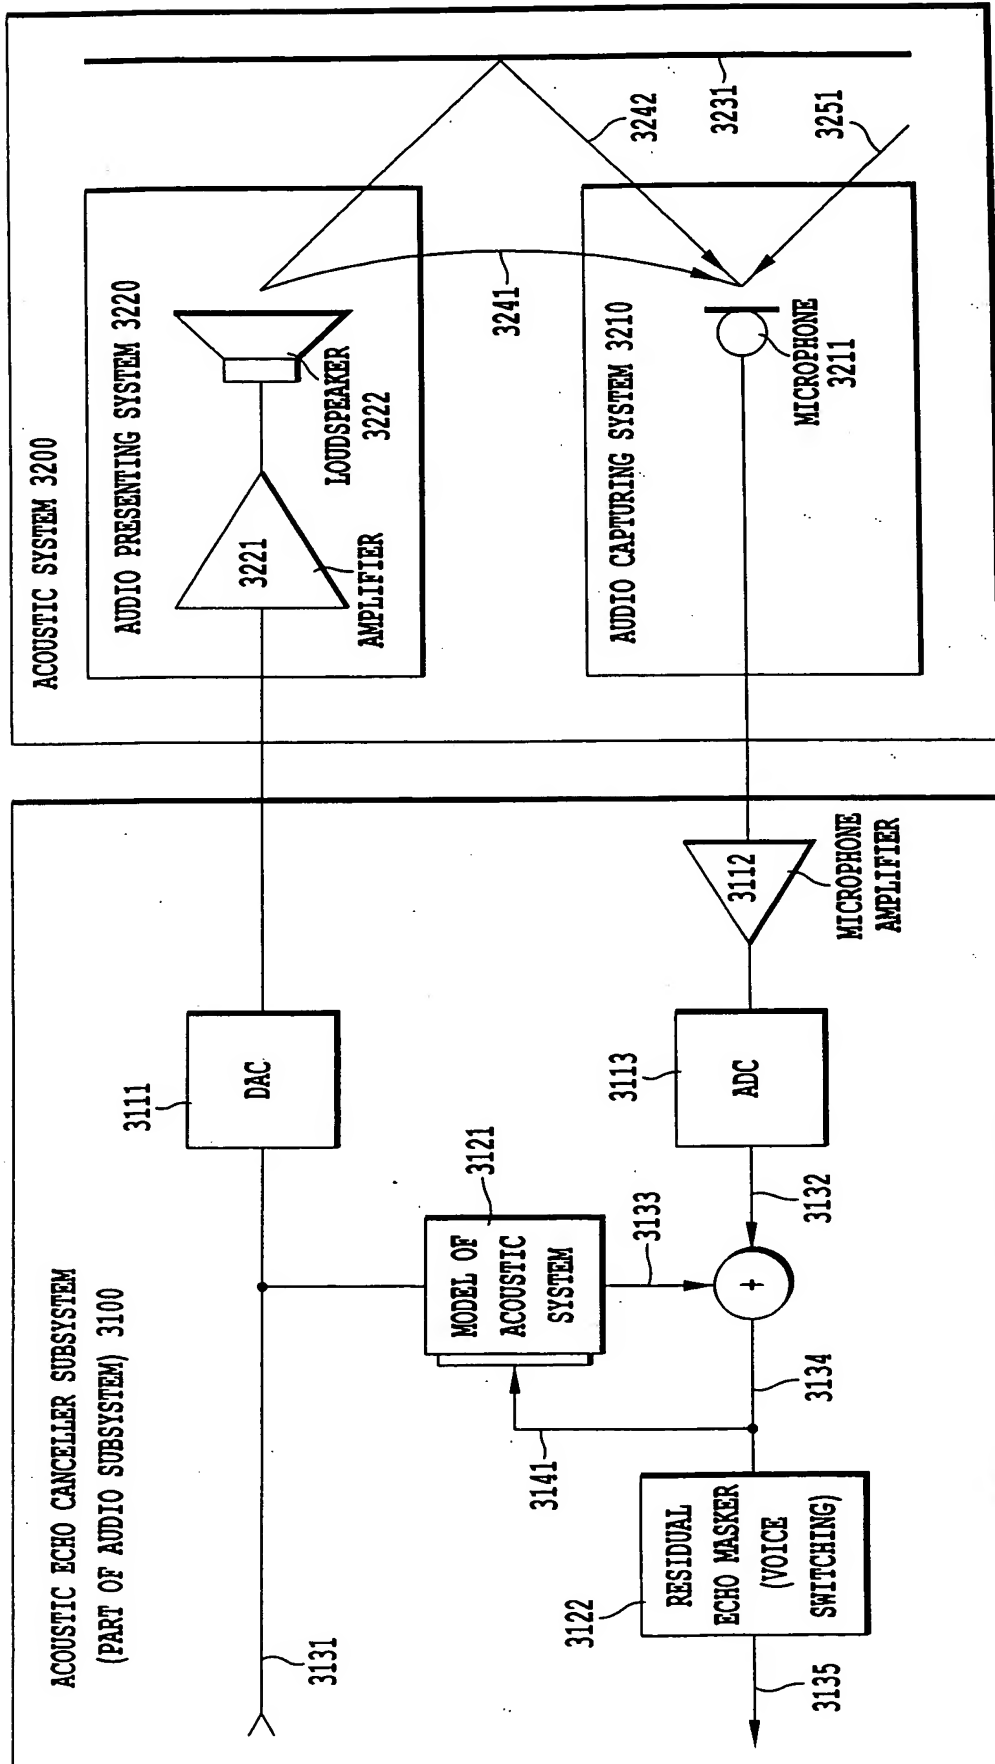 ACOUSTIC ECHO CANCELLER SUBSYSTEM
(PART OF AUDIO SUBSYSTEM) 3100
3131
3111
DAC
3121
MODEL OF
ACOUSTIC
SYSTEM
3133
3141
3134
3132
+
3113
ADC
3112
MICROPHONE
AMPLIFIER
3122
RESIDUAL
ECHO MASKER
(VOICE
SWITCHING)
3135
ACOUSTIC SYSTEM 3200
AUDIO PRESENTING SYSTEM 3220
3221
AMPLIFIER
LOUDSPEAKER
3222
3241
3242
3231
3251
AUDIO CAPTURING SYSTEM 3210
MICROPHONE
3211